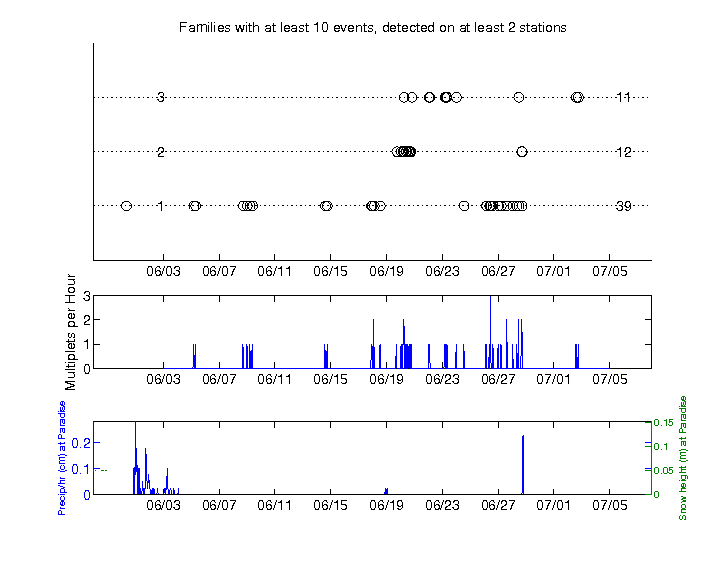 Families with at least 10 events, detected on at least 2 stations
3 11
2 12
1 39
06/03 06/07 06/11 06/15 06/19 06/23 06/27 07/01 07/05
Multiplets per Hour
3
2
1
0
06/03 06/07 06/11 06/15 06/19 06/23 06/27 07/01 07/05
Precip/hr (cm) at Paradise
0.2
0.1
0
0.15
0.1
0.05
0
Snow height (m) at Paradise
06/03 06/07 06/11 06/15 06/19 06/23 06/27 07/01 07/05